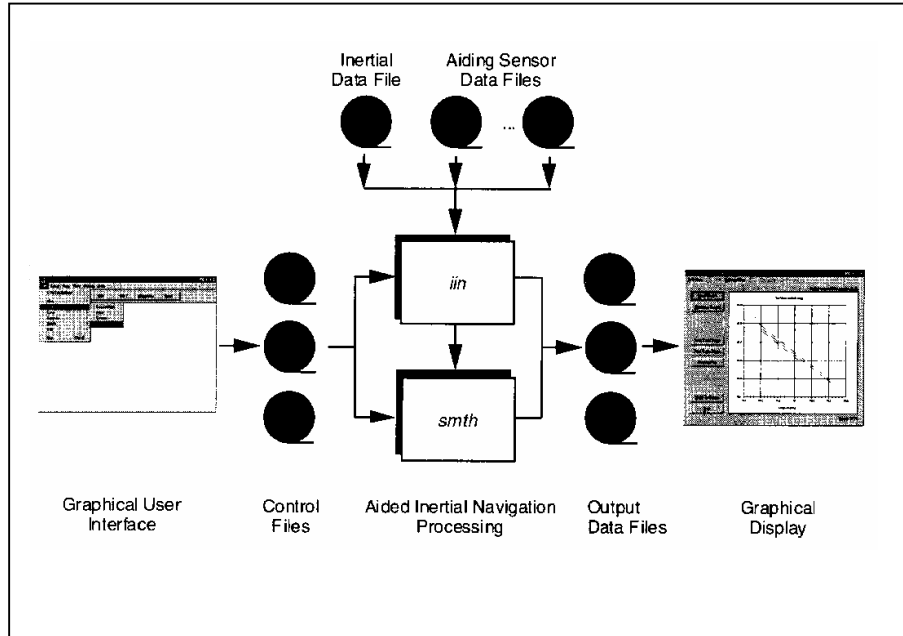 Inertial
Data File
Aiding Sensor
Data Files
...
iin
smth
Graphical User
Interface
Control
Files
Aided Inertial Navigation
Processing
Output
Data Files
Graphical
Display